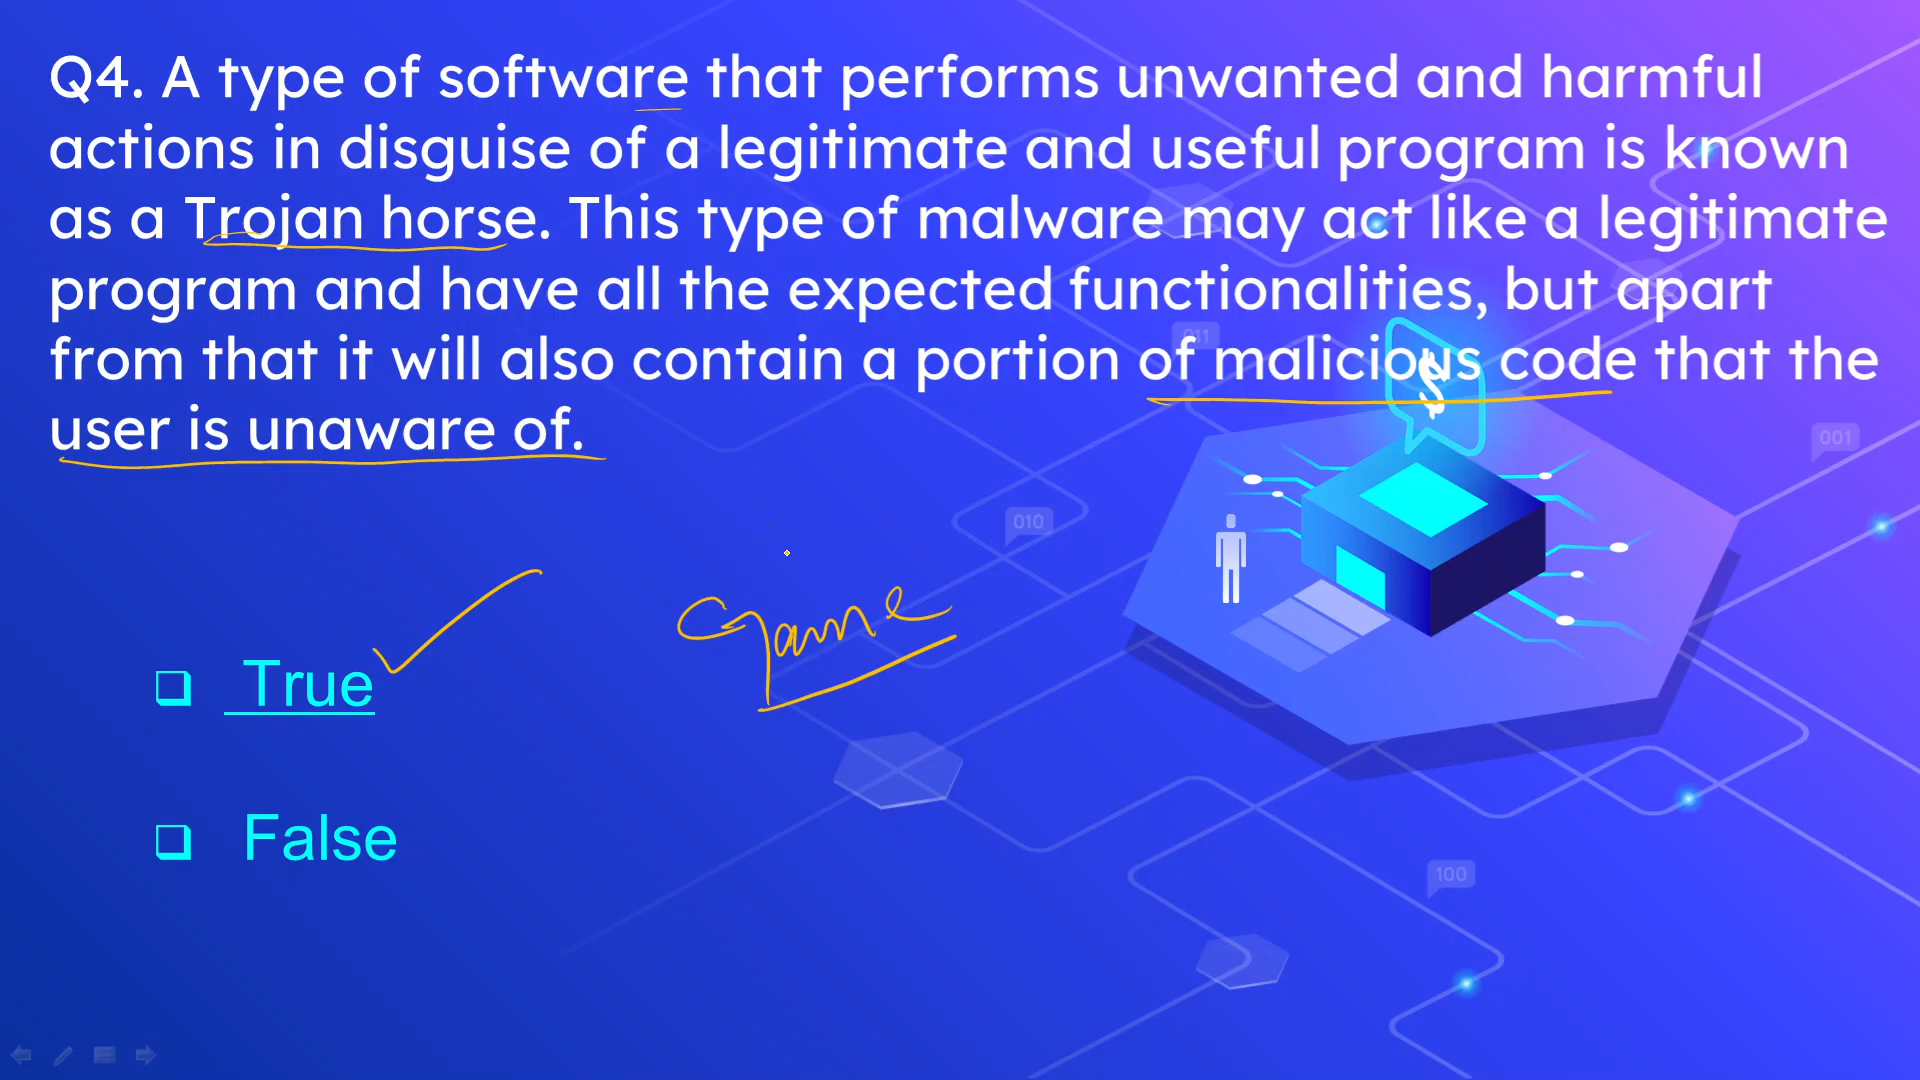 Q4. A type of software that performs unwanted and harmful
actions in disguise of a legitimate and useful program is known
as a Trojan horse. This type of malware may act like a legitimate
program and have all the expected functionalities, but apart
from that it will also contain a portion of malicious code that the
user is unaware of.
011
$
001
010
Game
True
False
100